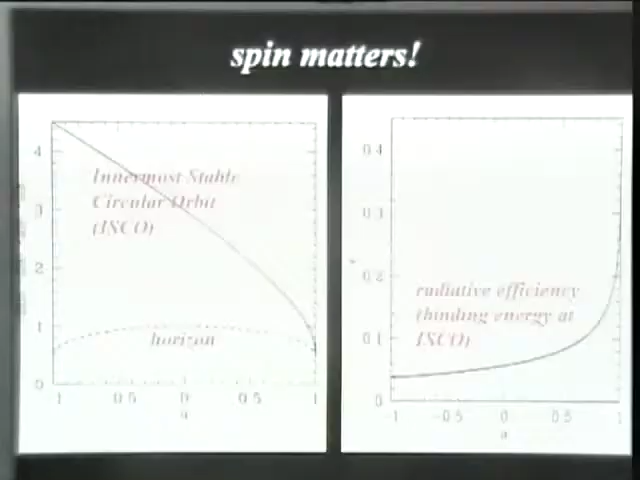 spin matters!
4
3
2
1
0
Innermost Stable
Circular Orbit
(ISCO)
horizon
1
0.5
0
0.5
1
a
0.4
0.3
0.2
0.1
0
radiative efficiency
(binding energy at
ISCO)
1
-0.5
0
0.5
1
a